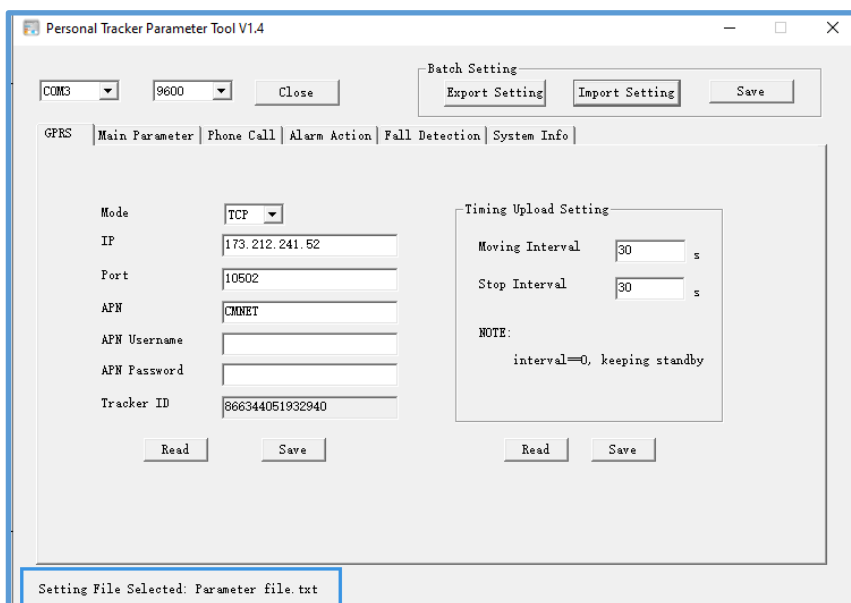 Personal Tracker Parameter Tool V1.4
Batch Setting
COM3 9600 Close Export Setting Import Setting Save
GPRS Main Parameter Phone Call Alarm Action Fall Detection System Info
Mode TCP
IP 173.212.241.52
Port 10502
APN CMNET
APN Username
APN Password
Tracker ID 866344051932940
Read Save
Timing Upload Setting
Moving Interval 30 s
Stop Interval 30 s
NOTE:
interval==0, keeping standby
Read Save
Setting File Selected: Parameter file.txt